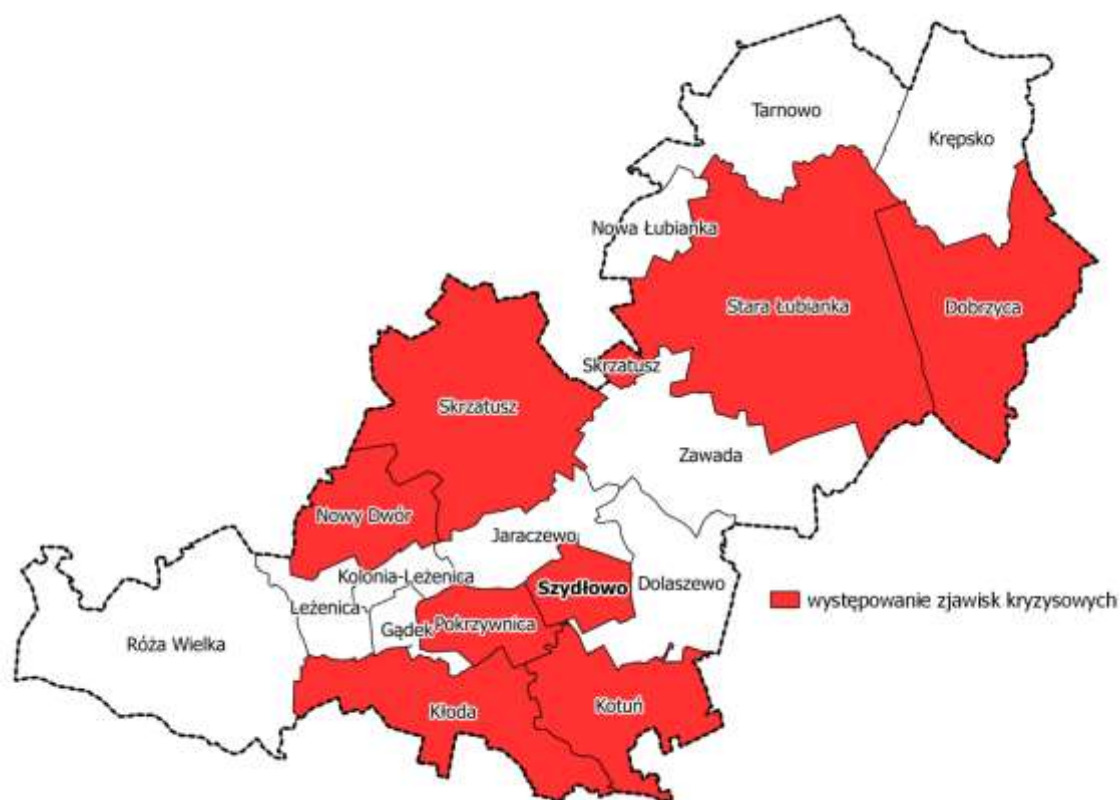 Tarnowo
Krępsko
Nowa Łubianka
Stara Łubianka
Dobrzyca
Skrzatusz
Skrzatusz
Zawada
Nowy Dwór
Jaraczewo
Kolonia-Leżenica
Szydłowo
Dolaszewo
występowanie zjawisk kryzysowych
Leżenica
Gądek
Pokrzywnica
Róża Wielka
Kłoda
Kotuń